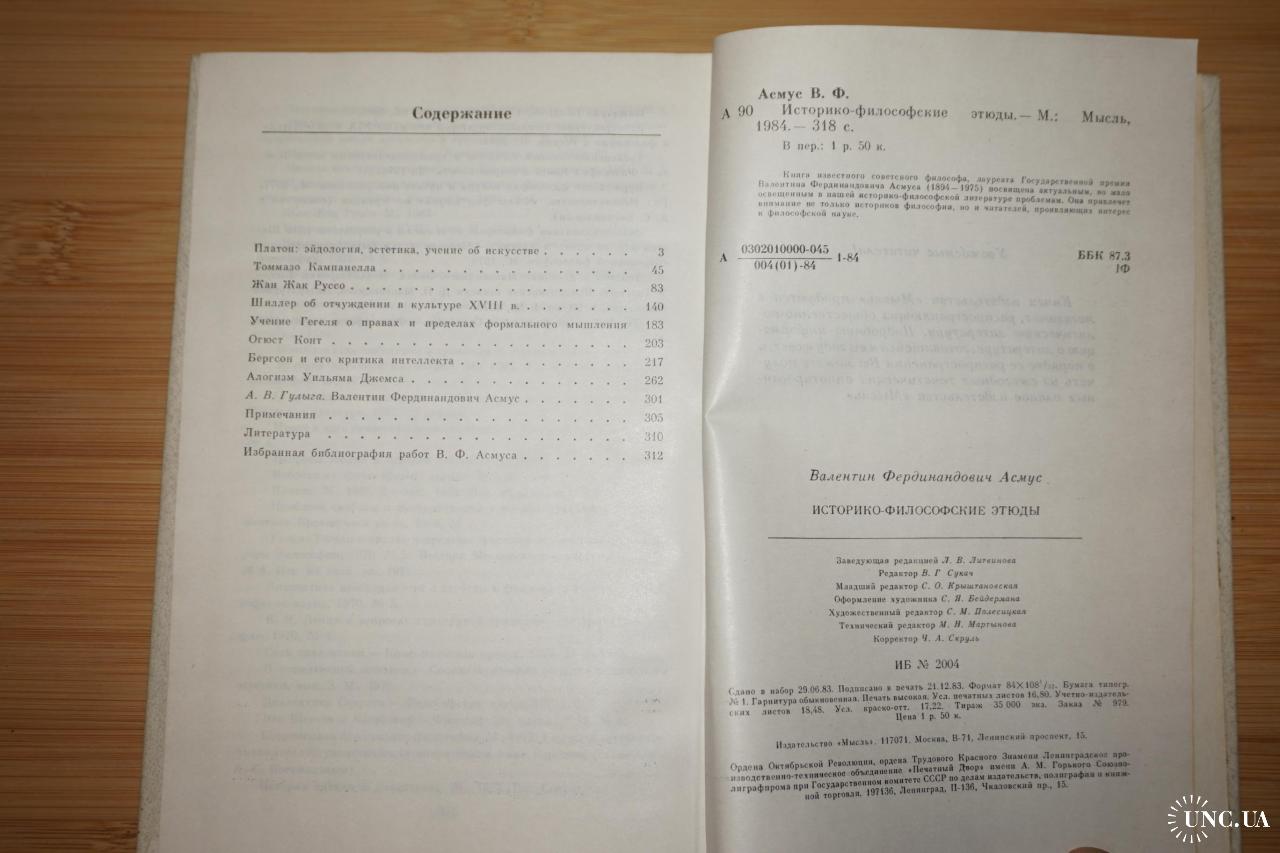 Содержание
Платон: эйдология, эстетика, учение об искусстве . . . . . . 3
Томмазо Кампанелла . . . . . . . . . . . . . . . . . . 45
Жан Жак Руссо . . . . . . . . . . . . . . . . . . . . 83
Шиллер об отчуждении в культуре XVIII в. . . . . . . . 140
Учение Гегеля о правах и пределах формального мышления 183
Огюст Конт . . . . . . . . . . . . . . . . . . . . . 203
Бергсон и его критика интеллекта . . . . . . . . . . . . 217
Алогизм Уильяма Джемса . . . . . . . . . . . . . . . 262
А. В. Гулыга. Валентин Фердинандович Асмус . . . . . . . 301
Примечания . . . . . . . . . . . . . . . . . . . . . 305
Литература . . . . . . . . . . . . . . . . . . . . . 310
Избранная библиография работ В. Ф. Асмуса . . . . . . . 312
Асмус В. Ф.
А 90 Историко-философские этюды.— М.: Мысль,
1984.— 318 с.
В пер.: 1 р. 50 к.
Книга известного советского философа, лауреата Государственной премии
Валентина Фердинандовича Асмуса (1894—1975) посвящена актуальным, но мало
освещенным в нашей историко-философской литературе проблемам. Она привлечет
внимание не только историков философии, но и читателей, проявляющих интерес
к философской науке.
А 0302010000-045 / 004(01)-84 1-84 ББК 87.3
1Ф
Валентин Фердинандович Асмус
ИСТОРИКО-ФИЛОСОФСКИЕ ЭТЮДЫ
Заведующая редакцией Л. В. Литвинова
Редактор В. Г Сукач
Младший редактор С. О. Крыштановская
Оформление художника С. Я. Бейдермана
Художественный редактор С. М. Полесицкая
Технический редактор М. Н. Мартынова
Корректор Ч. А. Скруль
ИБ № 2004
Сдано в набор 29.06.83. Подписано в печать 21.12.83. Формат 84×108¹/₃₂. Бумага типогр.
№ 1. Гарнитура обыкновенная. Печать высокая. Усл. печатных листов 16,80. Учетно-издатель-
ских листов 18,48. Усл. краско-отт. 17,22. Тираж 35 000 экз. Заказ № 979.
Цена 1 р. 50 к.
Издательство «Мысль». 117071. Москва, В-71, Ленинский проспект, 15.
Ордена Октябрьской Революции, ордена Трудового Красного Знамени Ленинградское про-
изводственно-техническое объединение «Печатный Двор» имени А. М. Горького Союзпо-
лиграфпрома при Государственном комитете СССР по делам издательств, полиграфии и книж-
ной торговли. 197136, Ленинград, П-136, Чкаловский пр., 15.
UNC.UA